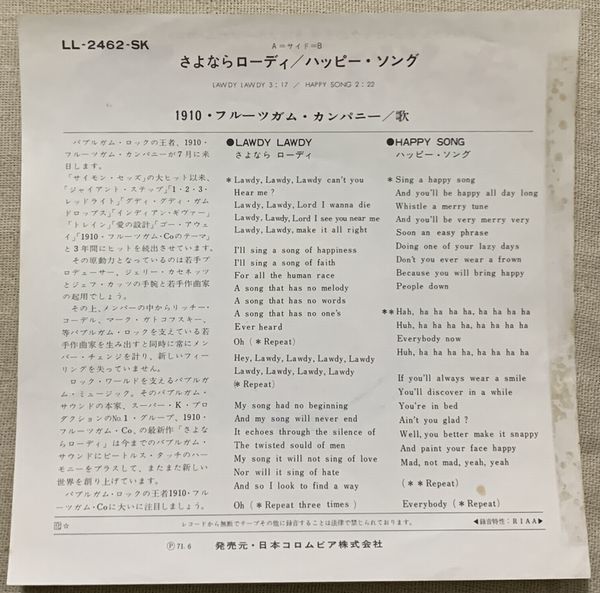 LL-2462-SK
A=サイド=B
さよならローディ/ハッピー・ソング
LAWDY LAWDY 3:17 / HAPPY SONG 2:22
1910・フルーツガム・カンパニー/歌
バブルガム・ロックの王者、1910・
フルーツガム・カンパニーが7月に来
日します。
「サイモン・セッズ」の大ヒット以来、
「ジャイアント・ステップ」「1・2・3・
レッドライト」「グディ・グディ・ガム
ドロップス」「インディアン・ギヴァー」
「トレイン」「愛の設計」「ゴー・アウェ
イ」「1910・フルーツガム・Coのテーマ」
と3年間にヒットを続出させています。
その原動力となっているのは若手プ
ロデューサー、ジェリー・カセネッツ
とジェフ・カッツの手腕と若手作曲家
の起用でしょう。
その上、メンバーの中からリッチー・
コーデル、マーク・ガトコフスキー、
等バブルガム・ロックを支えている若
手作曲家を生み出すと同時に常にメン
バー・チェンジを計り、新しいフィー
リングを失っていません。
ロック・ワールドを支えるバブルガ
ム・ミュージック。そのバブルガム・
サウンドの本家、スーパー・K・プロ
ダクションのNo.1・グループ、1910・
フルーツガム・Co、の最新作「さよな
らローディ」は今までのバブルガム・
サウンドにビートルス・タッチのハー
モニーをプラスして、またまた新しい
世界を創り上げています。
バブルガム・ロックの王者1910・フル
ーツガム・Coに大いに注目しましょう。
●LAWDY LAWDY
さよなら ローディ
*Lawdy, Lawdy, Lawdy can't you
Hear me?
Lawdy, Lawdy, Lord I wanna die
Lawdy, Lawdy, Lord I see you near me
Lawdy, Lawdy, make it all right
I'll sing a song of happiness
I'll sing a song of faith
For all the human race
A song that has no melody
A song that has no words
A song that has no one's
Ever heard
Oh (*Repeat)
Hey, Lawdy, Lawdy, Lawdy, Lawdy
Lawdy, Lawdy, Lawdy, Lawdy
(*Repeat)
My song had no beginning
And my song will never end
It echoes through the silence of
The twisted sould of men
My song it will not sing of love
Nor will it sing of hate
And so I look to find a way
Oh (*Repeat three times)
●HAPPY SONG
ハッピー・ソング
*Sing a happy song
And you'll be happy all day long
Whistle a merry tune
And you'll be very merry very
Soon an easy phrase
Doing one of your lazy days
Don't you ever wear a frown
Because you will bring happy
People down
**Hah, ha ha ha ha, ha ha ha ha
Huh, ha ha ha ha, ha ha ha ha
Everybody now
Huh, ha ha ha ha, ha ha ha ha
If you'll always wear a smile
You'll discover in a while
You're in bed
Ain't you glad?
Well, you better make it snappy
And paint your face happy
Mad, not mad, yeah, yeah
(**Repeat)
Everybody (*Repeat)
レコードから無断でテープその他に録音することは法律で禁じられております。
◀録音特性:RIAA▶
Ⓟ71.6 発売元・日本コロムビア株式会社